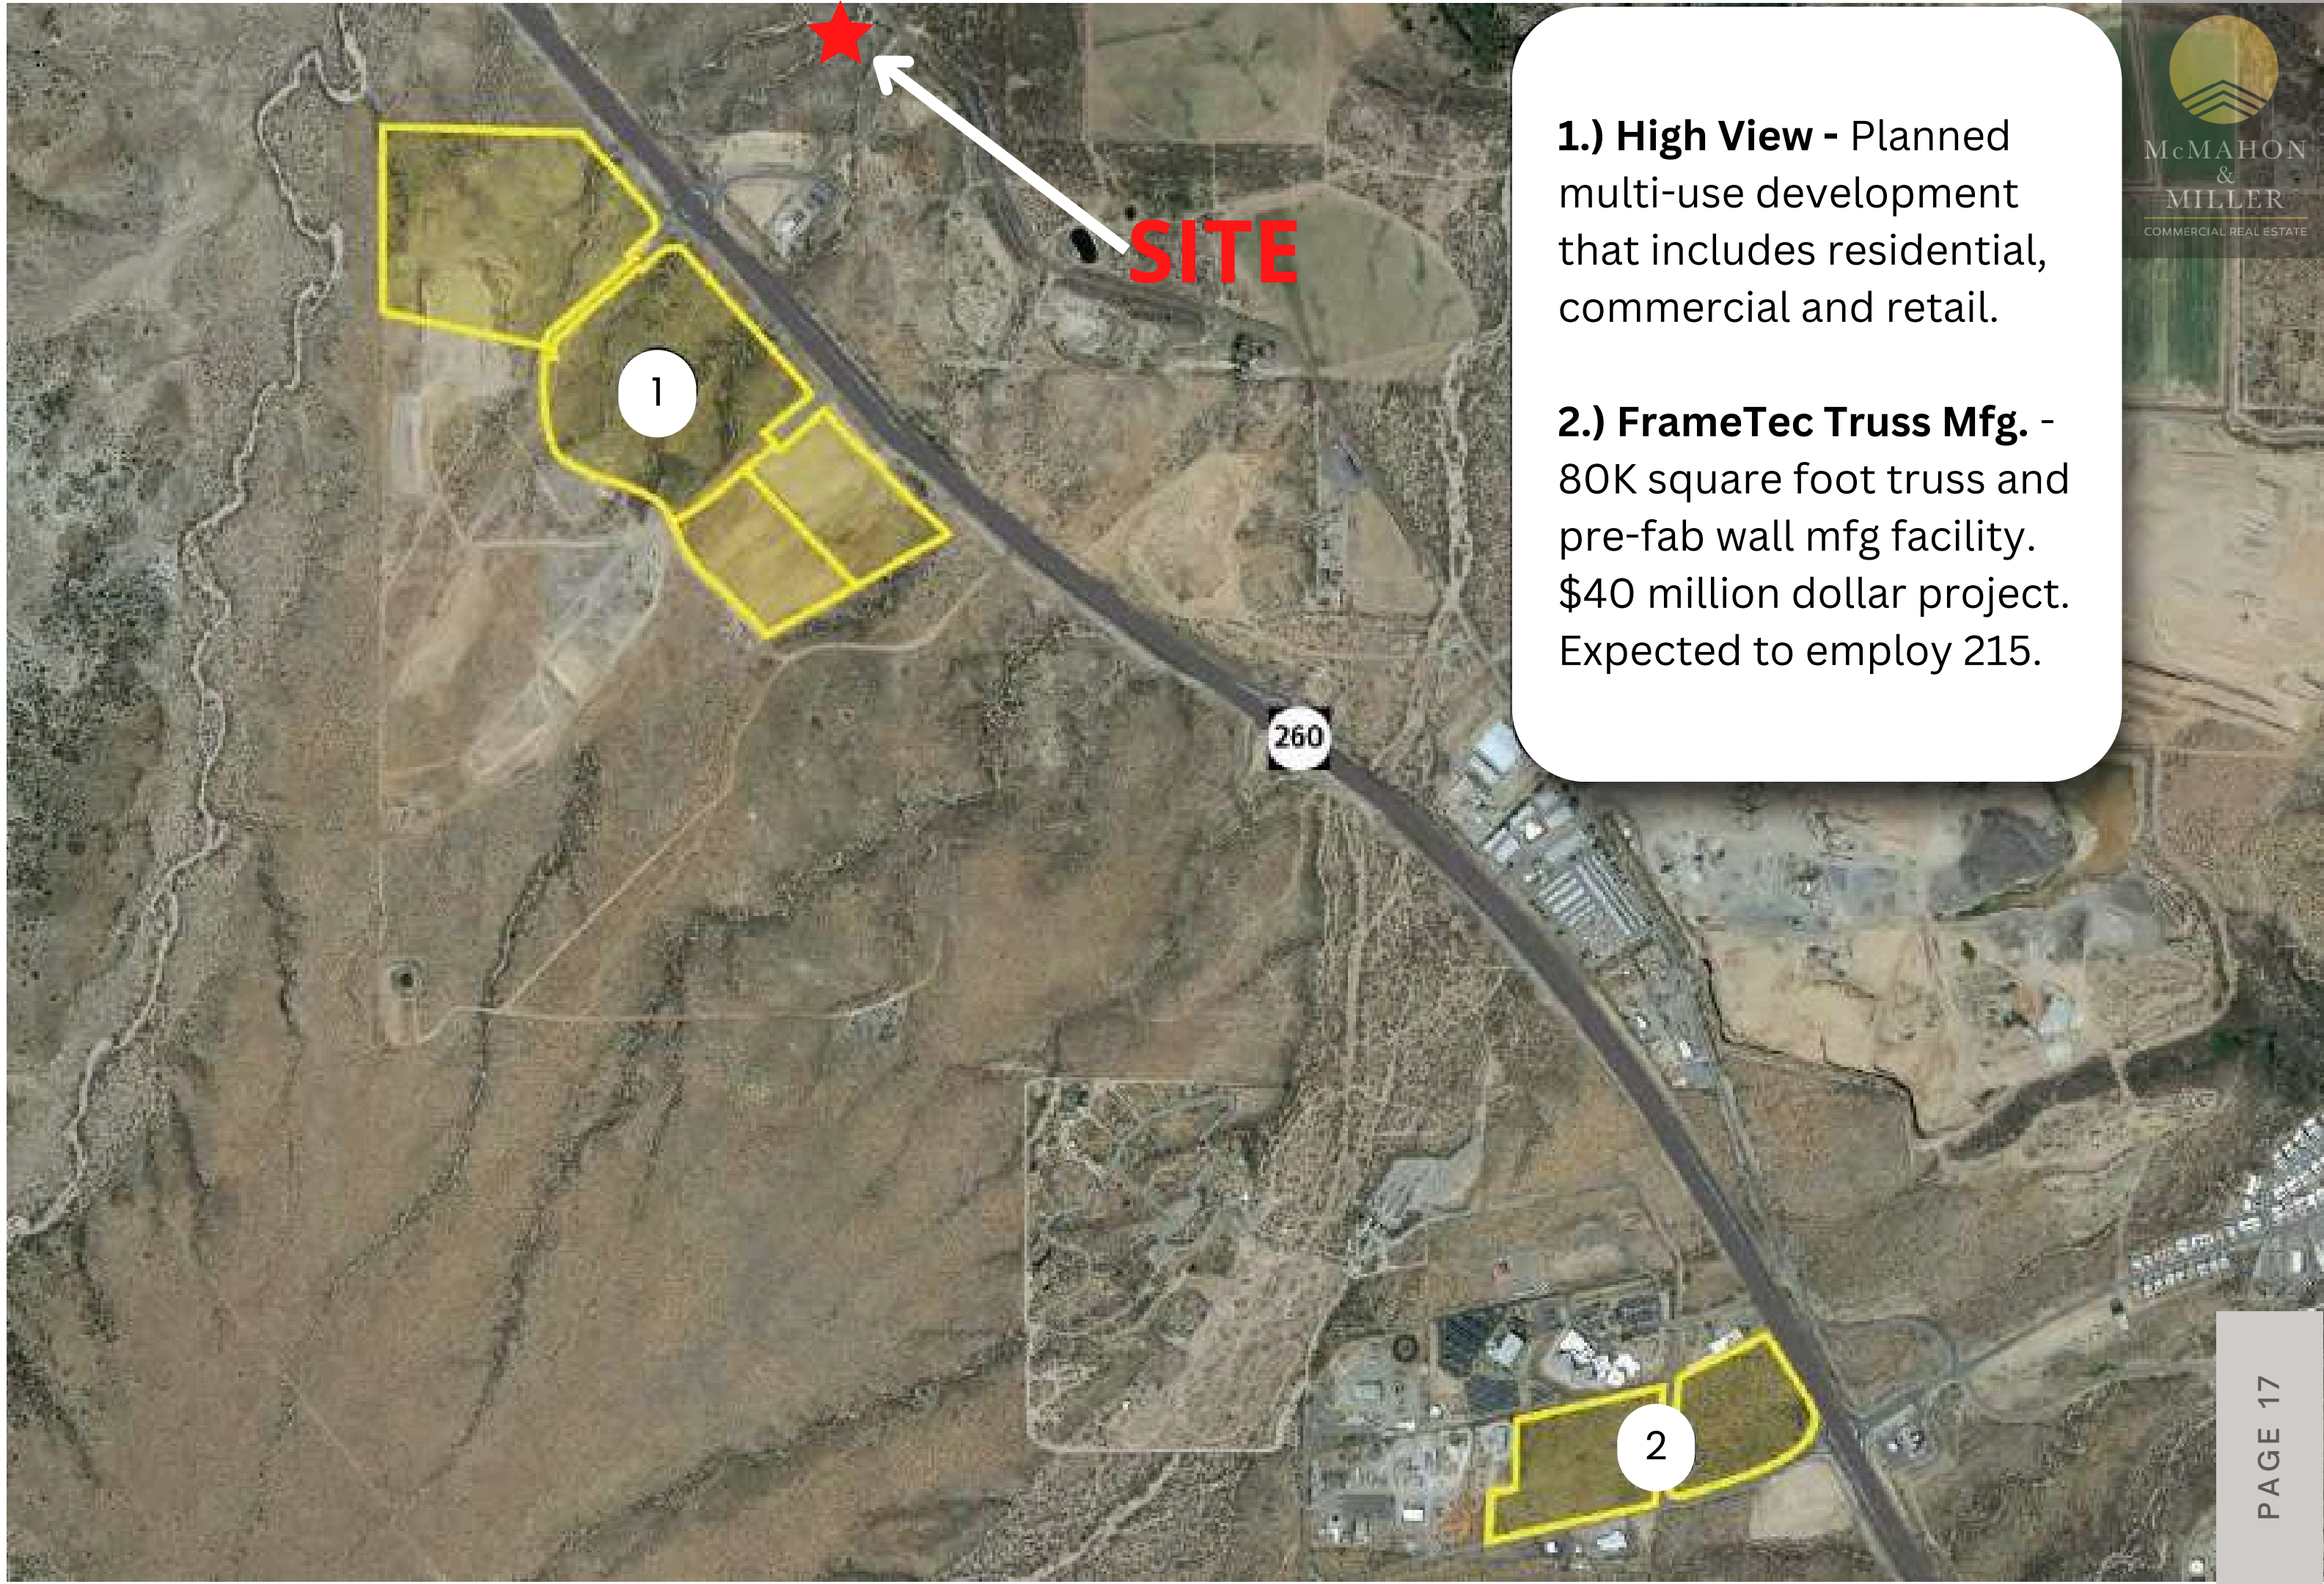 1.) High View - Planned
multi-use development
that includes residential,
commercial and retail.
2.) FrameTec Truss Mfg. -
80K square foot truss and
pre-fab wall mfg facility.
$40 million dollar project.
Expected to employ 215.
McMAHON
&
MILLER
COMMERCIAL REAL ESTATE
SITE
1
260
2
PAGE 17